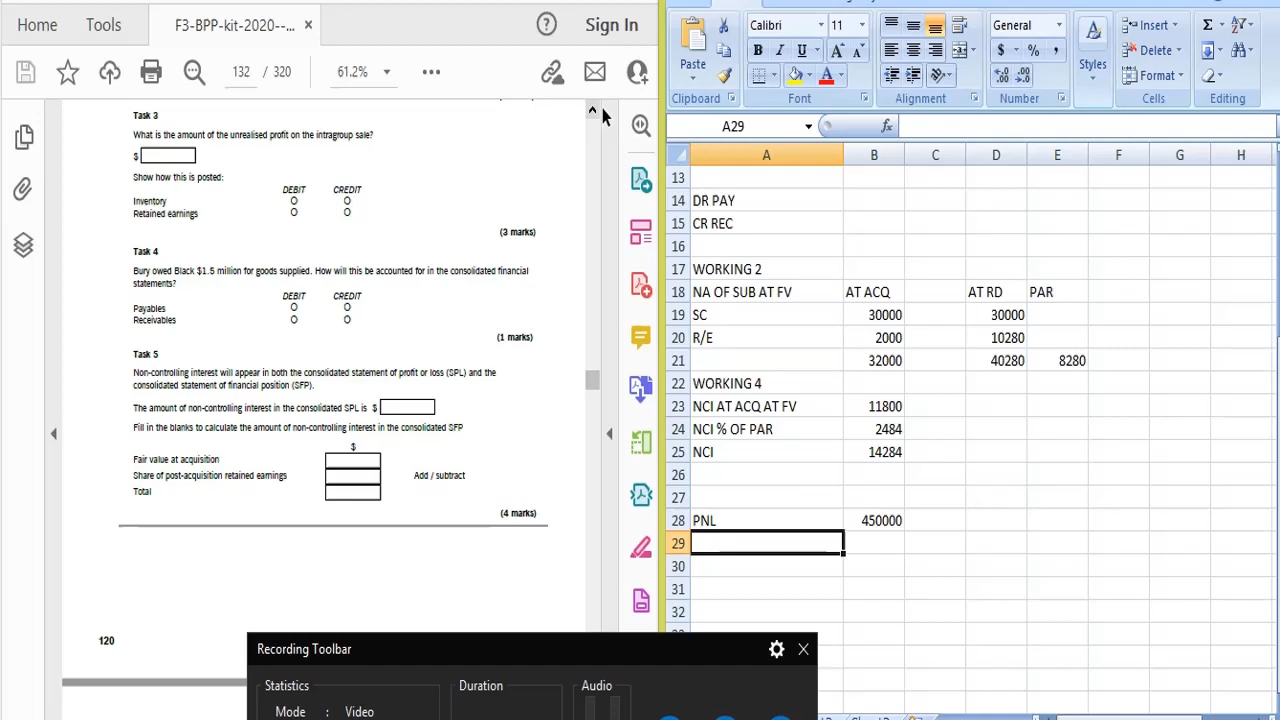 Home Tools F3-BPP-kit-2020--... × Sign In
132 / 320 61.2%
Task 3
What is the amount of the unrealised profit on the intragroup sale?
$
Show how this is posted:
DEBIT CREDIT
Inventory
Retained earnings
(3 marks)
Task 4
Bury owed Black $1.5 million for goods supplied. How will this be accounted for in the consolidated financial
statements?
DEBIT CREDIT
Payables
Receivables
(1 marks)
Task 5
Non-controlling interest will appear in both the consolidated statement of profit or loss (SPL) and the
consolidated statement of financial position (SFP).
The amount of non-controlling interest in the consolidated SPL is $
Fill in the blanks to calculate the amount of non-controlling interest in the consolidated SFP
$
Fair value at acquisition
Share of post-acquisition retained earnings Add / subtract
Total
(4 marks)
120
Recording Toolbar
Statistics Duration Audio
Mode : Video
Calibri 11 General Insert
Paste B I U $ % , Styles Delete
Format
Clipboard Font Alignment Number Cells Editing
A29 fx
A B C D E F G H
13
14 DR PAY
15 CR REC
16
17 WORKING 2
18 NA OF SUB AT FV AT ACQ AT RD PAR
19 SC 30000 30000
20 R/E 2000 10280
21 32000 40280 8280
22 WORKING 4
23 NCI AT ACQ AT FV 11800
24 NCI % OF PAR 2484
25 NCI 14284
26
27
28 PNL 450000
29
30
31
32